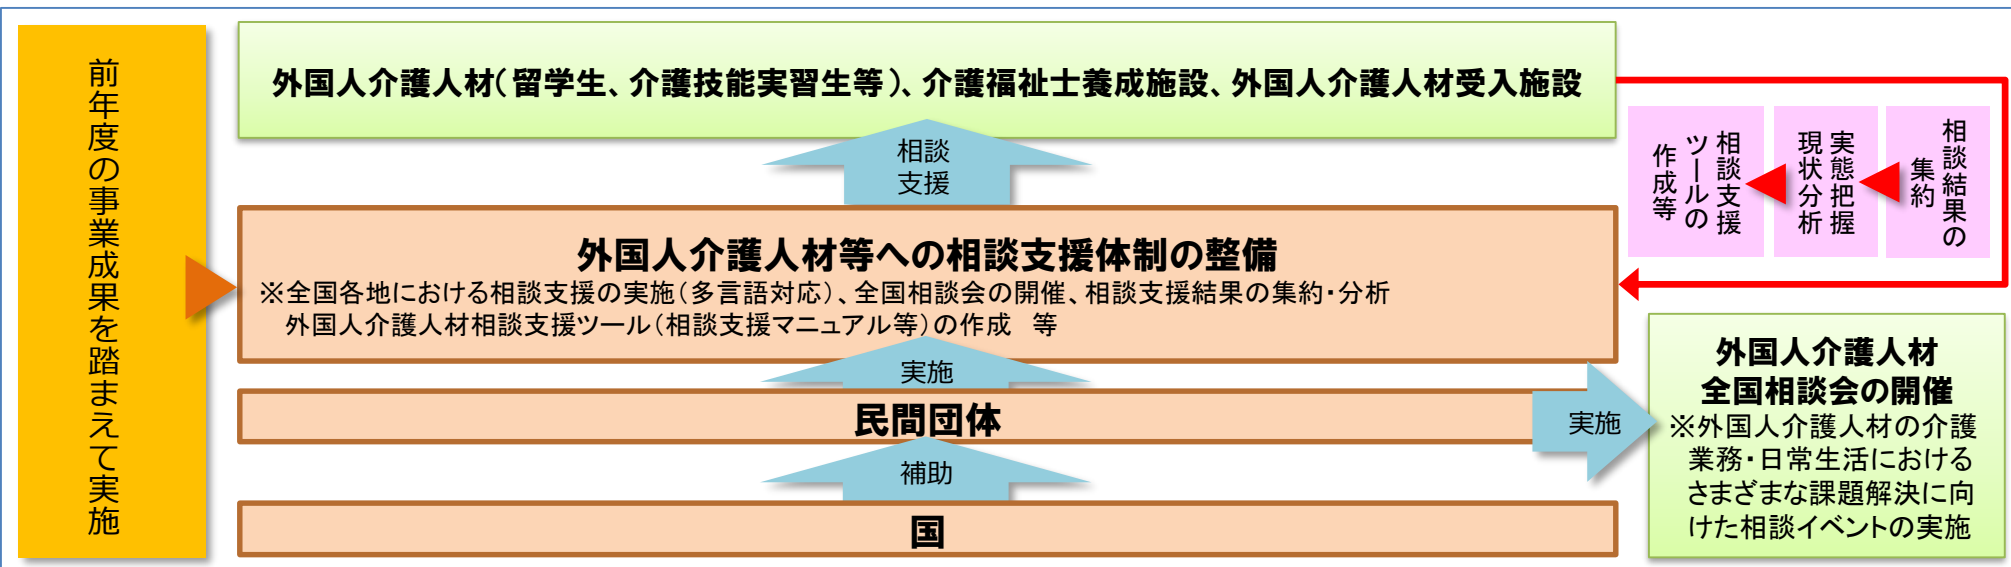 前年度の事業成果を踏まえて実施
外国人介護人材（留学生、介護技能実習生等）、介護福祉士養成施設、外国人介護人材受入施設
相談
支援
相談結果の
集約
実態把握
現状分析
相談支援
ツールの
作成等
外国人介護人材等への相談支援体制の整備
※全国各地における相談支援の実施（多言語対応）、全国相談会の開催、相談支援結果の集約・分析
外国人介護人材相談支援ツール（相談支援マニュアル等）の作成　等
実施
民間団体
実施
補助
国
外国人介護人材
全国相談会の開催
※外国人介護人材の介護
業務・日常生活における
さまざまな課題解決に向
けた相談イベントの実施